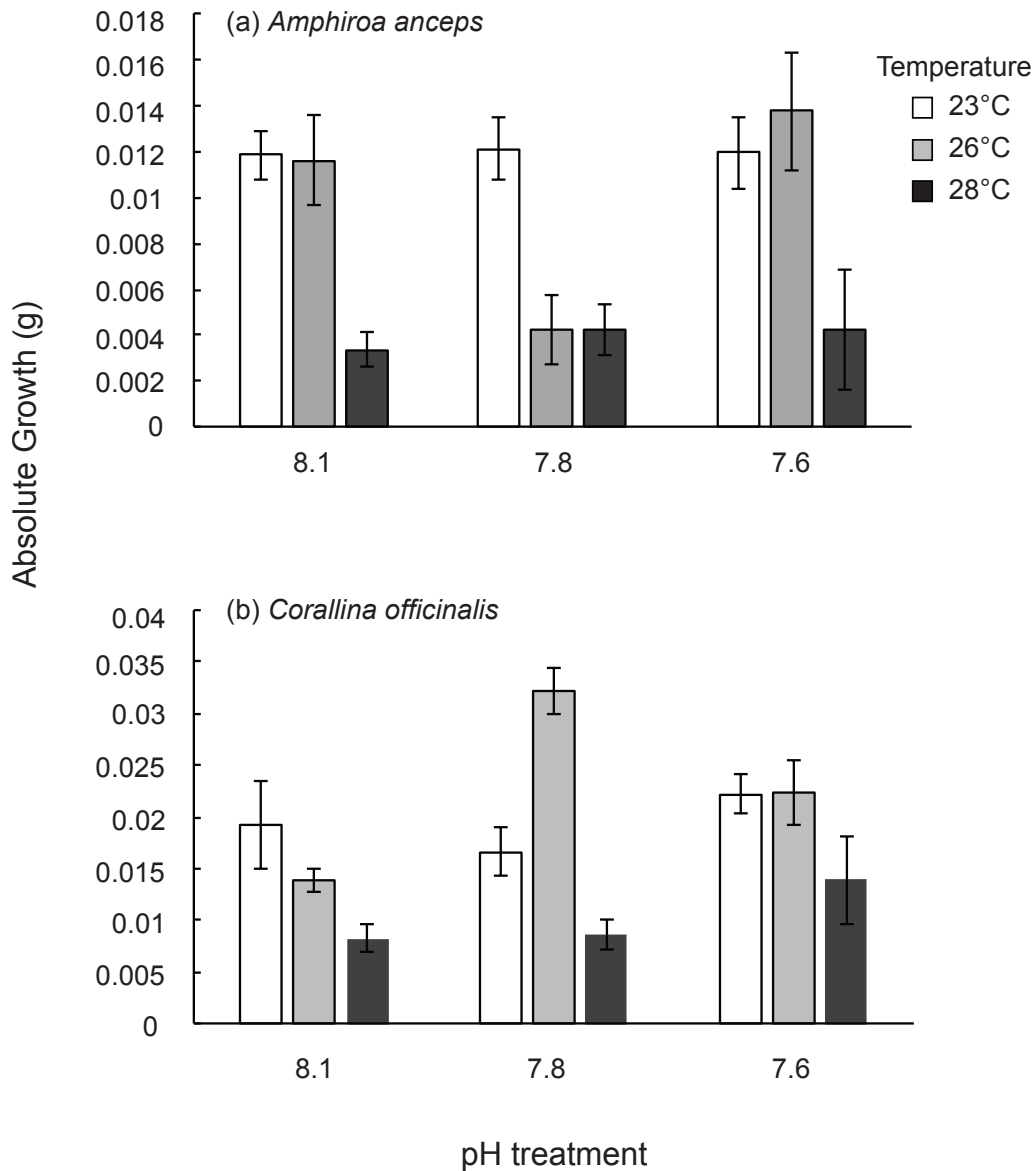 (a) Amphiroa anceps
0.018
0.016
0.014
0.012
0.01
0.008
0.006
0.004
0.002
0
8.1 7.8 7.6
Temperature
23°C
26°C
28°C
Absolute Growth (g)
(b) Corallina officinalis
0.04
0.035
0.03
0.025
0.02
0.015
0.01
0.005
0
8.1 7.8 7.6
pH treatment